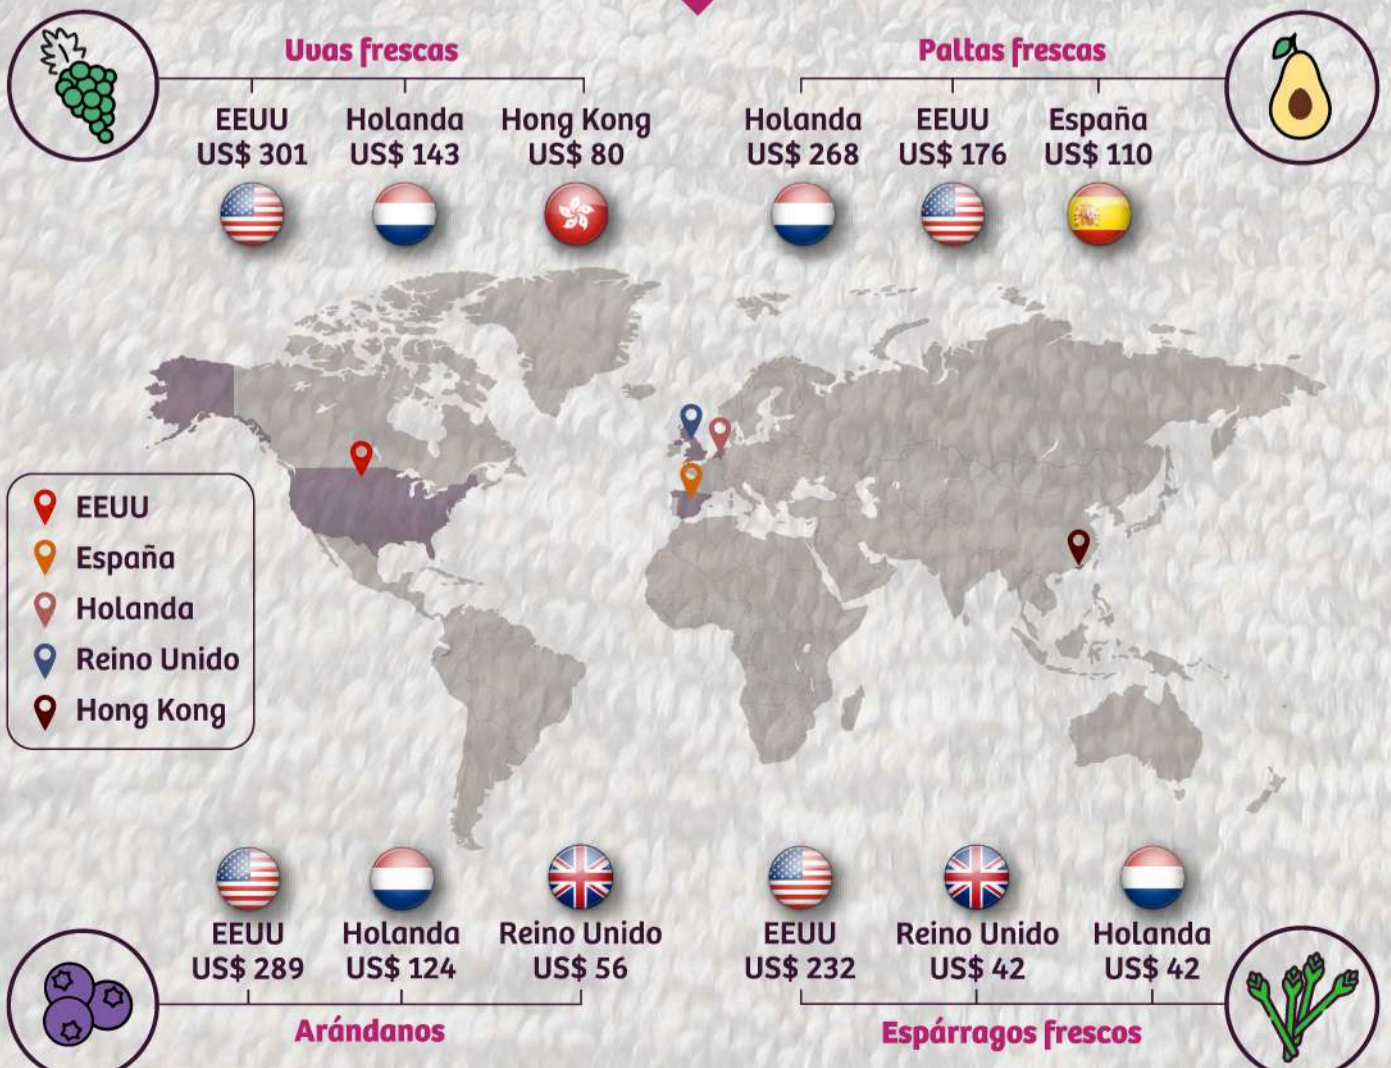 Uvas frescas
EEUU
US$ 301
Holanda
US$ 143
Hong Kong
US$ 80
Paltas frescas
Holanda
US$ 268
EEUU
US$ 176
España
US$ 110
EEUU
España
Holanda
Reino Unido
Hong Kong
EEUU
US$ 289
Holanda
US$ 124
Reino Unido
US$ 56
Arándanos
EEUU
US$ 232
Reino Unido
US$ 42
Holanda
US$ 42
Espárragos frescos